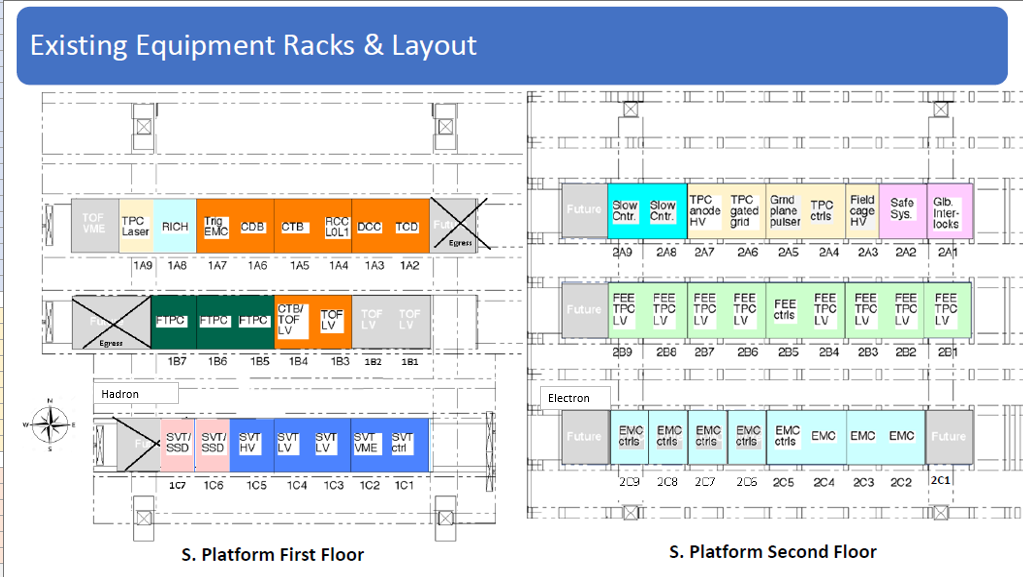 Existing Equipment Racks & Layout
TOF
VME
TPC
Laser
RICH
Trig
EMC
CDB
CTB
RCC
L0L1
DCC
TCD
Egress
1A9
1A8
1A7
1A6
1A5
1A4
1A3
1A2
Egress
FTPC
FTPC
FTPC
CTB/
TOF
LV
TOF
LV
TOF
LV
TOF
LV
1B7
1B6
1B5
1B4
1B3
1B2
1B1
Hadron
N
W
E
S
SVT/
SSD
SVT/
SSD
SVT
HV
SVT
LV
SVT
LV
SVT
VME
SVT
ctrl
1C7
1C6
1C5
1C4
1C3
1C2
1C1
S. Platform First Floor
Future
Slow
Cntr.
Slow
Cntr.
TPC
anode
HV
TPC
gated
grid
Grnd
plane
pulser
TPC
ctrls
Field
cage
HV
Safe
Sys.
Glb.
Inter-
locks
2A9
2A8
2A7
2A6
2A5
2A4
2A3
2A2
2A1
Future
FEE
TPC
LV
FEE
TPC
LV
FEE
TPC
LV
FEE
TPC
LV
FEE
ctrls
FEE
TPC
LV
FEE
TPC
LV
FEE
TPC
LV
FEE
TPC
LV
2B9
2B8
2B7
2B6
2B5
2B4
2B3
2B2
2B1
Electron
Future
EMC
ctrls
EMC
ctrls
EMC
ctrls
EMC
ctrls
EMC
ctrls
EMC
EMC
EMC
Future
2C9
2C8
2C7
2C6
2C5
2C4
2C3
2C2
2C1
S. Platform Second Floor